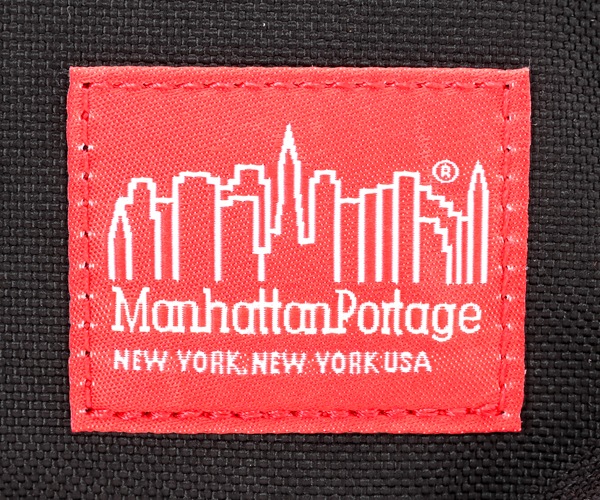 ®
ManhattanPortage
NEW YORK, NEW YORK USA